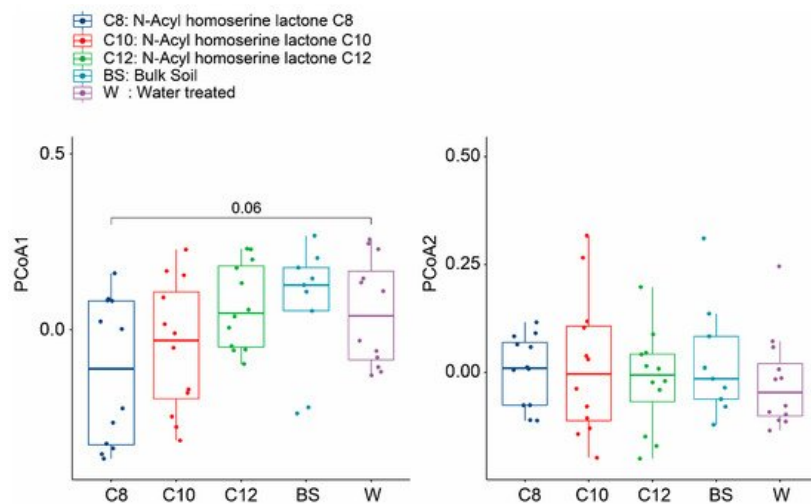 C8: N-Acyl homoserine lactone C8
C10: N-Acyl homoserine lactone C10
C12: N-Acyl homoserine lactone C12
BS: Bulk Soil
W : Water treated
0.5
0.06
PCoA1
0.0
C8 C10 C12 BS W
0.50
0.25
PCoA2
0.00
C8 C10 C12 BS W